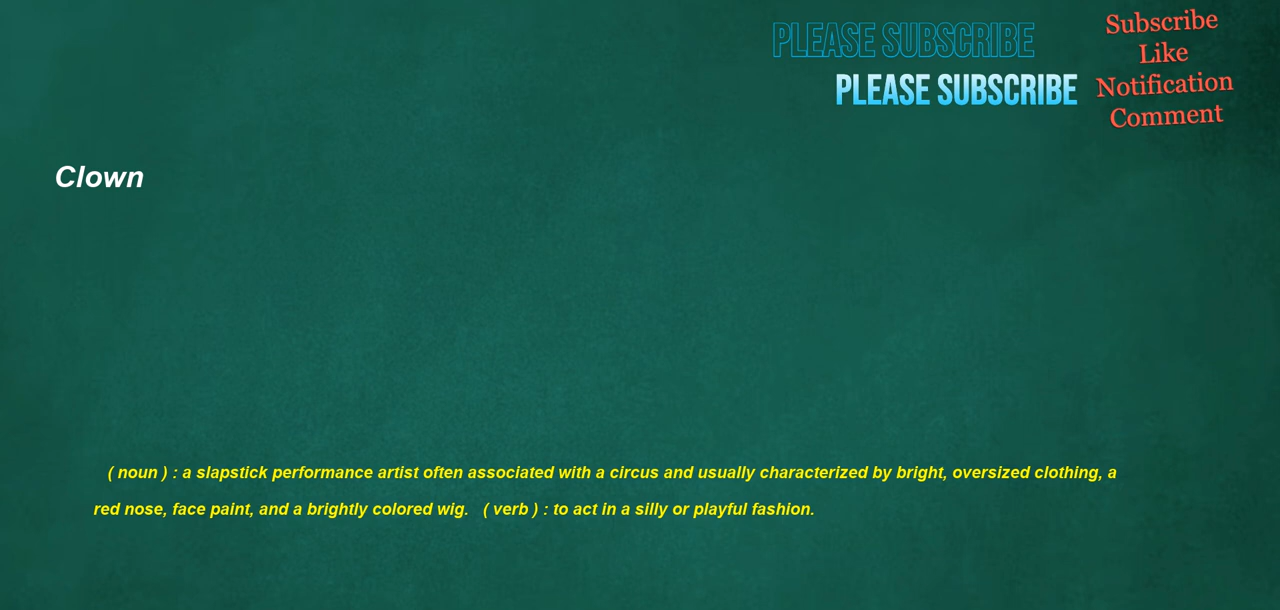 PLEASE SUBSCRIBE
PLEASE SUBSCRIBE
Subscribe
Like
Notification
Comment
Clown
( noun ) : a slapstick performance artist often associated with a circus and usually characterized by bright, oversized clothing, a
red nose, face paint, and a brightly colored wig. ( verb ) : to act in a silly or playful fashion.